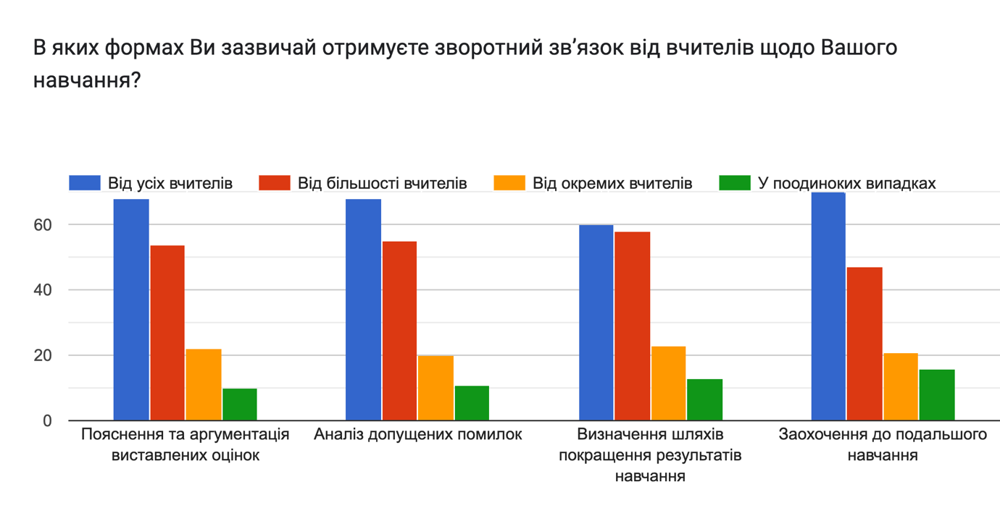 В яких формах Ви зазвичай отримуєте зворотний зв’язок від вчителів щодо Вашого
навчання?
Від усіх вчителів Від більшості вчителів Від окремих вчителів У поодиноких випадках
60
40
20
0
Пояснення та аргументація
виставлених оцінок
Аналіз допущених помилок
Визначення шляхів
покращення результатів
навчання
Заохочення до подальшого
навчання